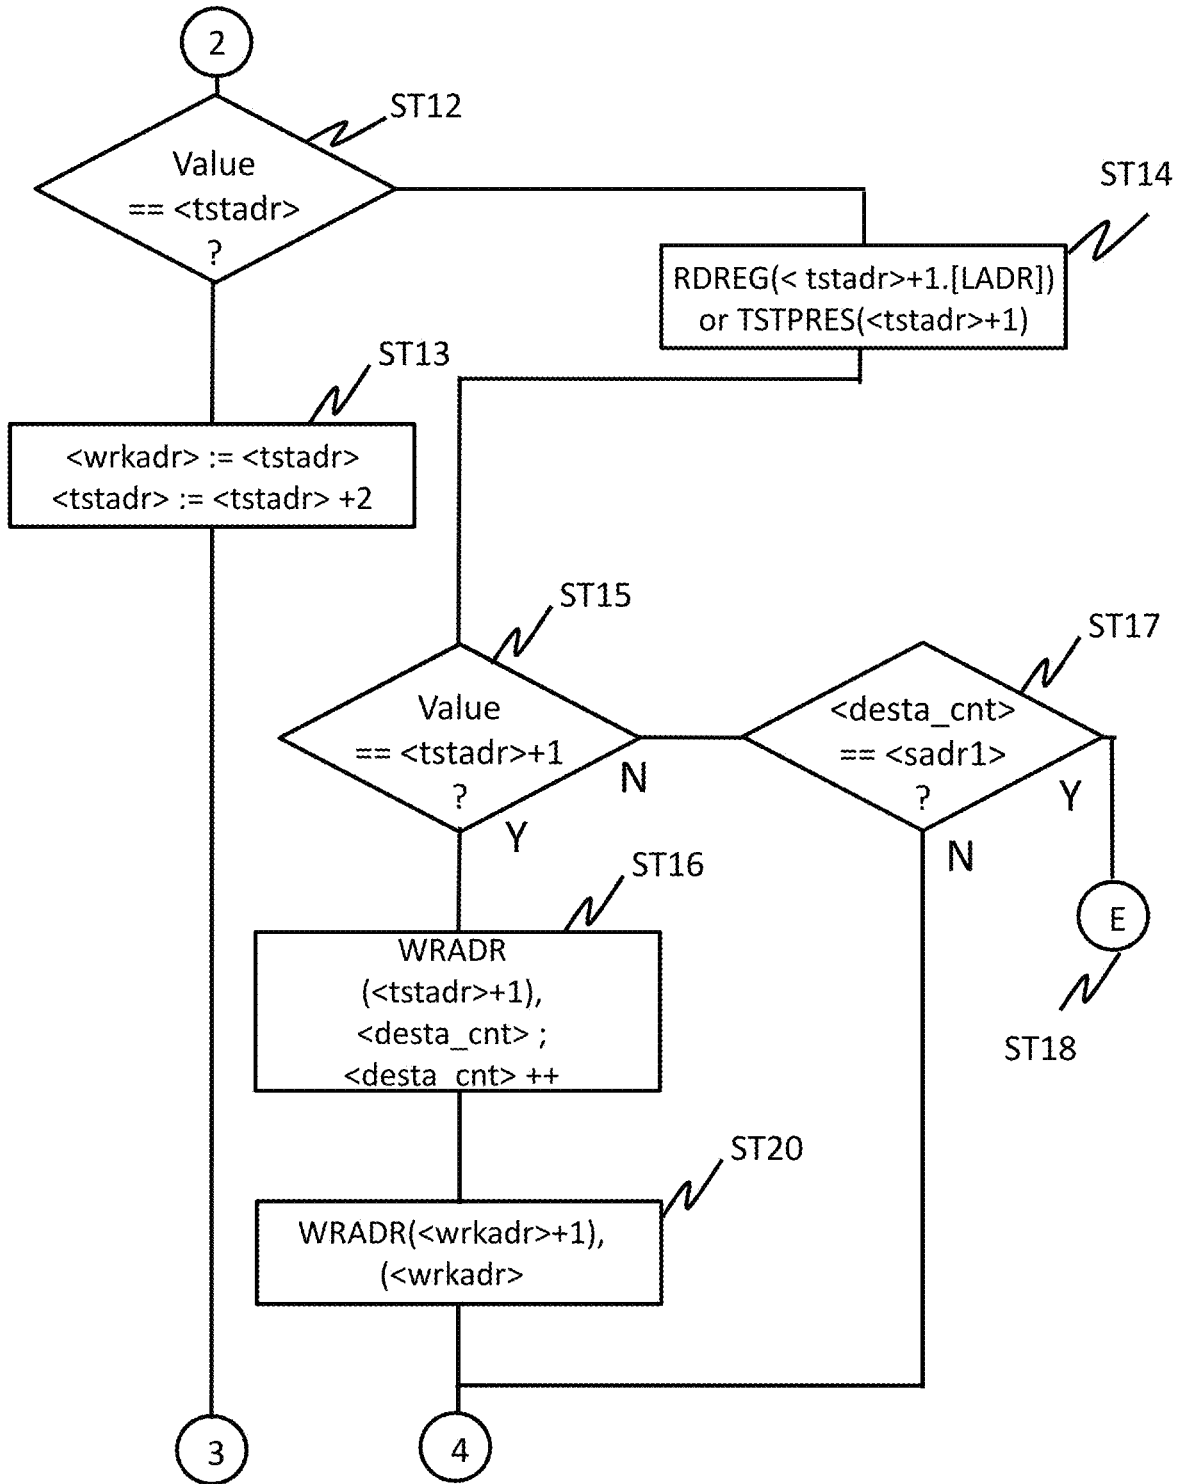 2
ST12
Value
== <tstadr>
?
ST14
RDREG(< tstadr>+1.[LADR])
or TSTPRES(<tstadr>+1)
ST13
<wrkadr> := <tstadr>
<tstadr> := <tstadr> +2
ST15
Value
== <tstadr>+1
?
N
Y
ST17
<desta_cnt>
== <sadr1>
?
Y
N
E
ST18
ST16
WRADR
(<tstadr>+1),
<desta_cnt> ;
<desta_cnt> ++
ST20
WRADR(<wrkadr>+1),
(<wrkadr>
3
4